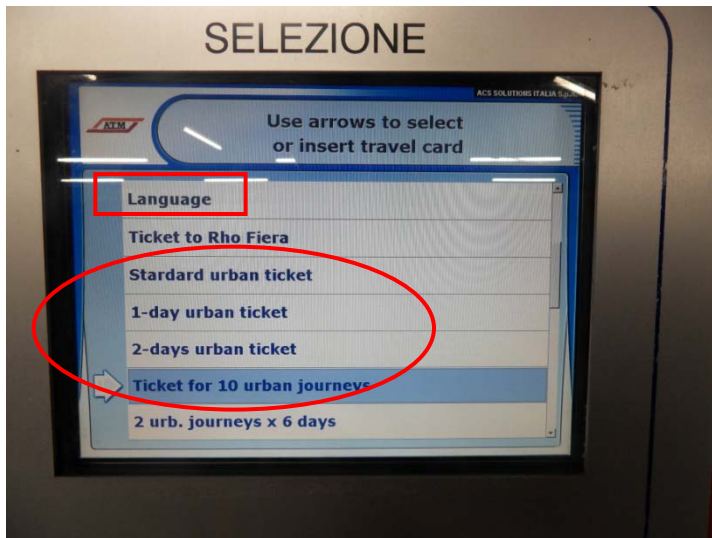 SELEZIONE
ACS SOLUTIONS ITALIA S.p.A.
ATM
Use arrows to select
or insert travel card
Language
Ticket to Rho Fiera
Stardard urban ticket
1-day urban ticket
2-days urban ticket
Ticket for 10 urban journeys
2 urb. journeys x 6 days